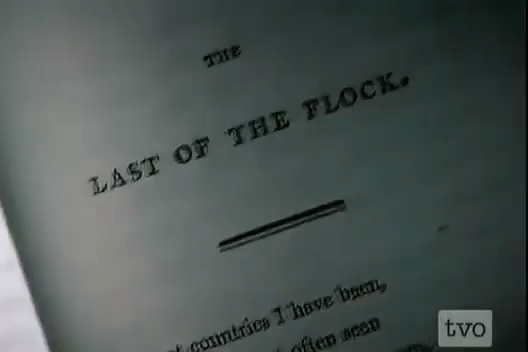 THE
LAST OF THE FLOCK.
countries I have been,
often seen
tvo